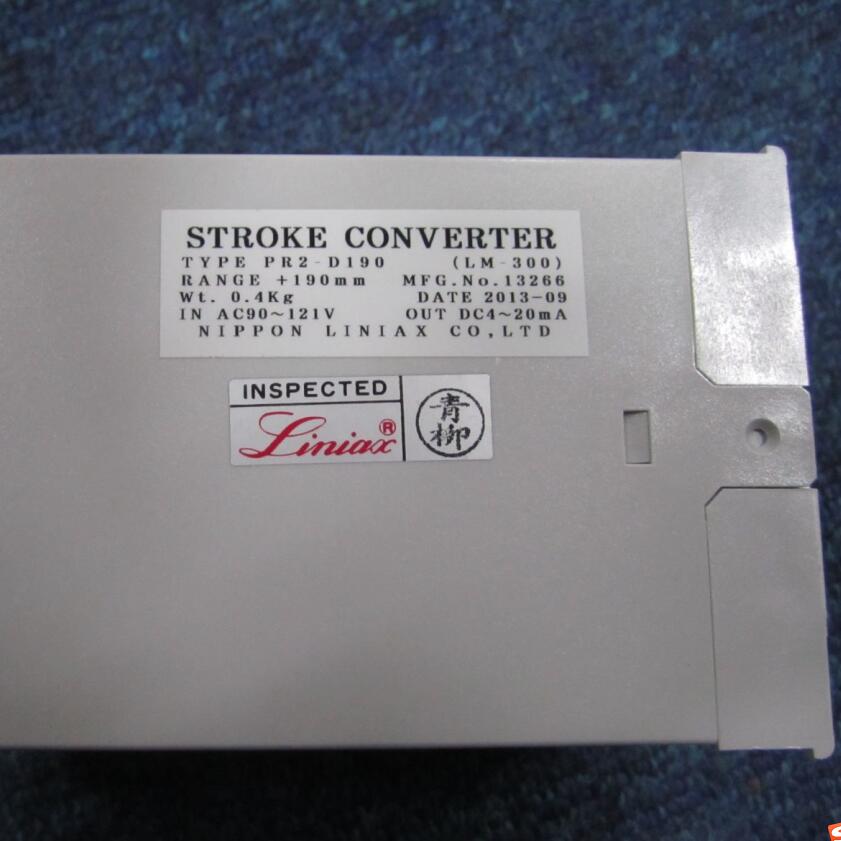 STROKE CONVERTER
TYPE PR2-D190 (LM-300)
RANGE +190mm MFG.No.13266
Wt. 0.4Kg DATE 2013-09
IN AC90~121V OUT DC4~20mA
NIPPON LINIAX CO,LTD
INSPECTED
Liniax®
青柳